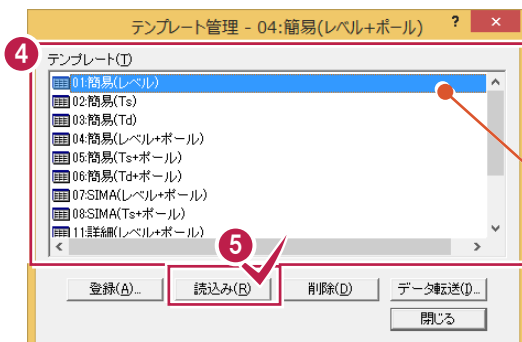 テンプレート管理 - 04:簡易(レベル+ポール) ? ×
4
テンプレート(T)
01:簡易(レベル)
02:簡易(Ts)
03:簡易(Td)
04:簡易(レベル+ポール)
05:簡易(Ts+ポール)
06:簡易(Td+ポール)
07:SIMA(レベル+ポール)
08:SIMA(Ts+ポール)
11:詳細(レベル+ポール)
5
登録(A)... 読込み(R) 削除(D) データ転送(I)...
閉じる